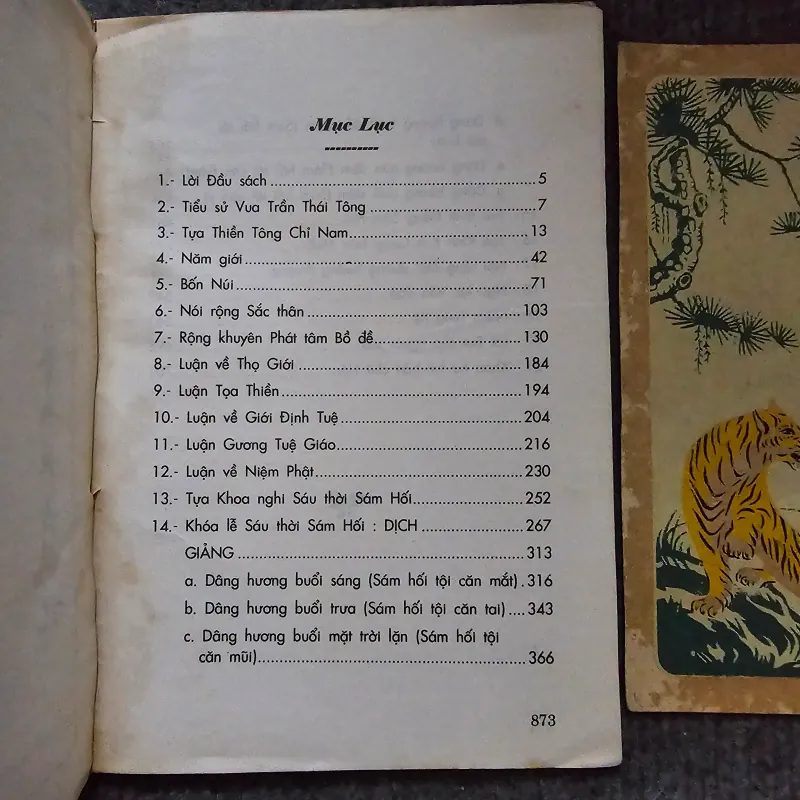 Mục Lục
----------
1.- Lời Đầu sách ........ 5
2.- Tiểu sử Vua Trần Thái Tông ........ 7
3.- Tựa Thiền Tông Chỉ Nam ........ 13
4.- Năm giới ........ 42
5.- Bốn Núi ........ 71
6.- Nói rộng Sắc thân ........ 103
7.- Rộng khuyên Phát tâm Bồ đề ........ 130
8.- Luận về Thọ Giới ........ 184
9.- Luận Tọa Thiền ........ 194
10.- Luận về Giới Định Tuệ ........ 204
11.- Luận Gương Tuệ Giáo ........ 216
12.- Luận về Niệm Phật ........ 230
13.- Tựa Khoa nghi Sáu thời Sám Hối ........ 252
14.- Khóa lễ Sáu thời Sám Hối : DỊCH ........ 267
GIẢNG ........ 313
a. Dâng hương buổi sáng (Sám hối tội căn mắt) . 316
b. Dâng hương buổi trưa (Sám hối tội căn tai) .... 343
c. Dâng hương buổi mặt trời lặn (Sám hối tội
căn mũi) ........ 366
873